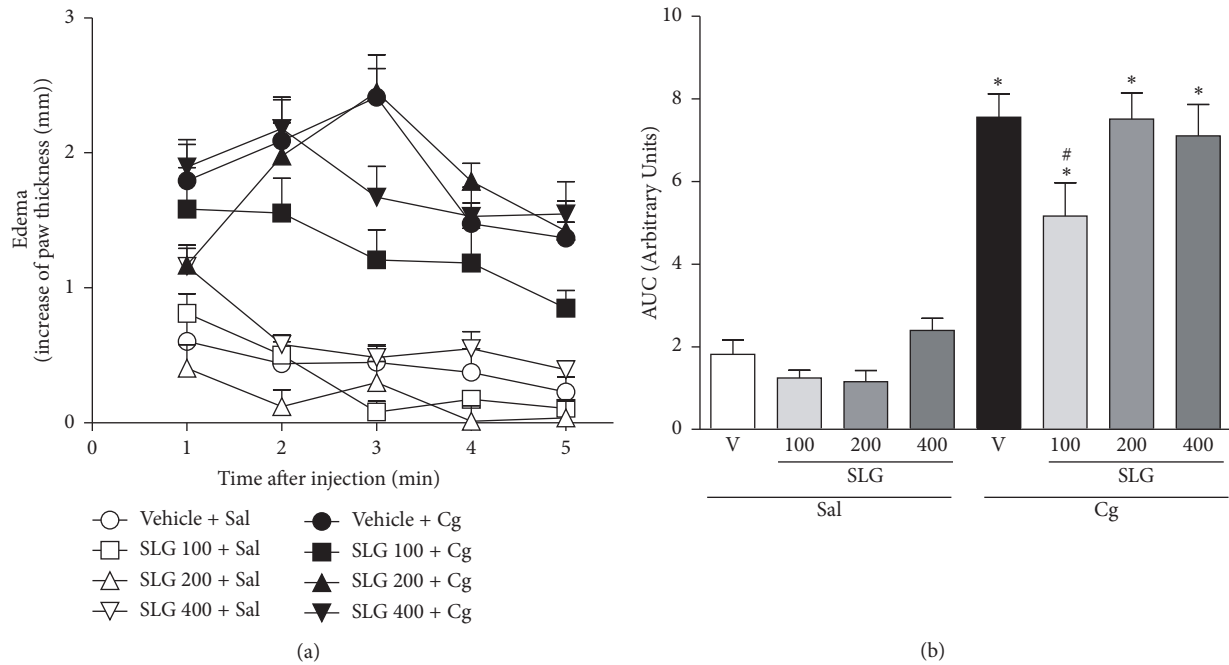 Edema
(increase of paw thickness (mm))
3
2
1
0
0 1 2 3 4 5
Time after injection (min)
Vehicle + Sal
SLG 100 + Sal
SLG 200 + Sal
SLG 400 + Sal
Vehicle + Cg
SLG 100 + Cg
SLG 200 + Cg
SLG 400 + Cg
(a)
AUC (Arbitrary Units)
10
8
6
4
2
0
* # * * *
V 100 200 400 V 100 200 400
SLG SLG
Sal Cg
(b)